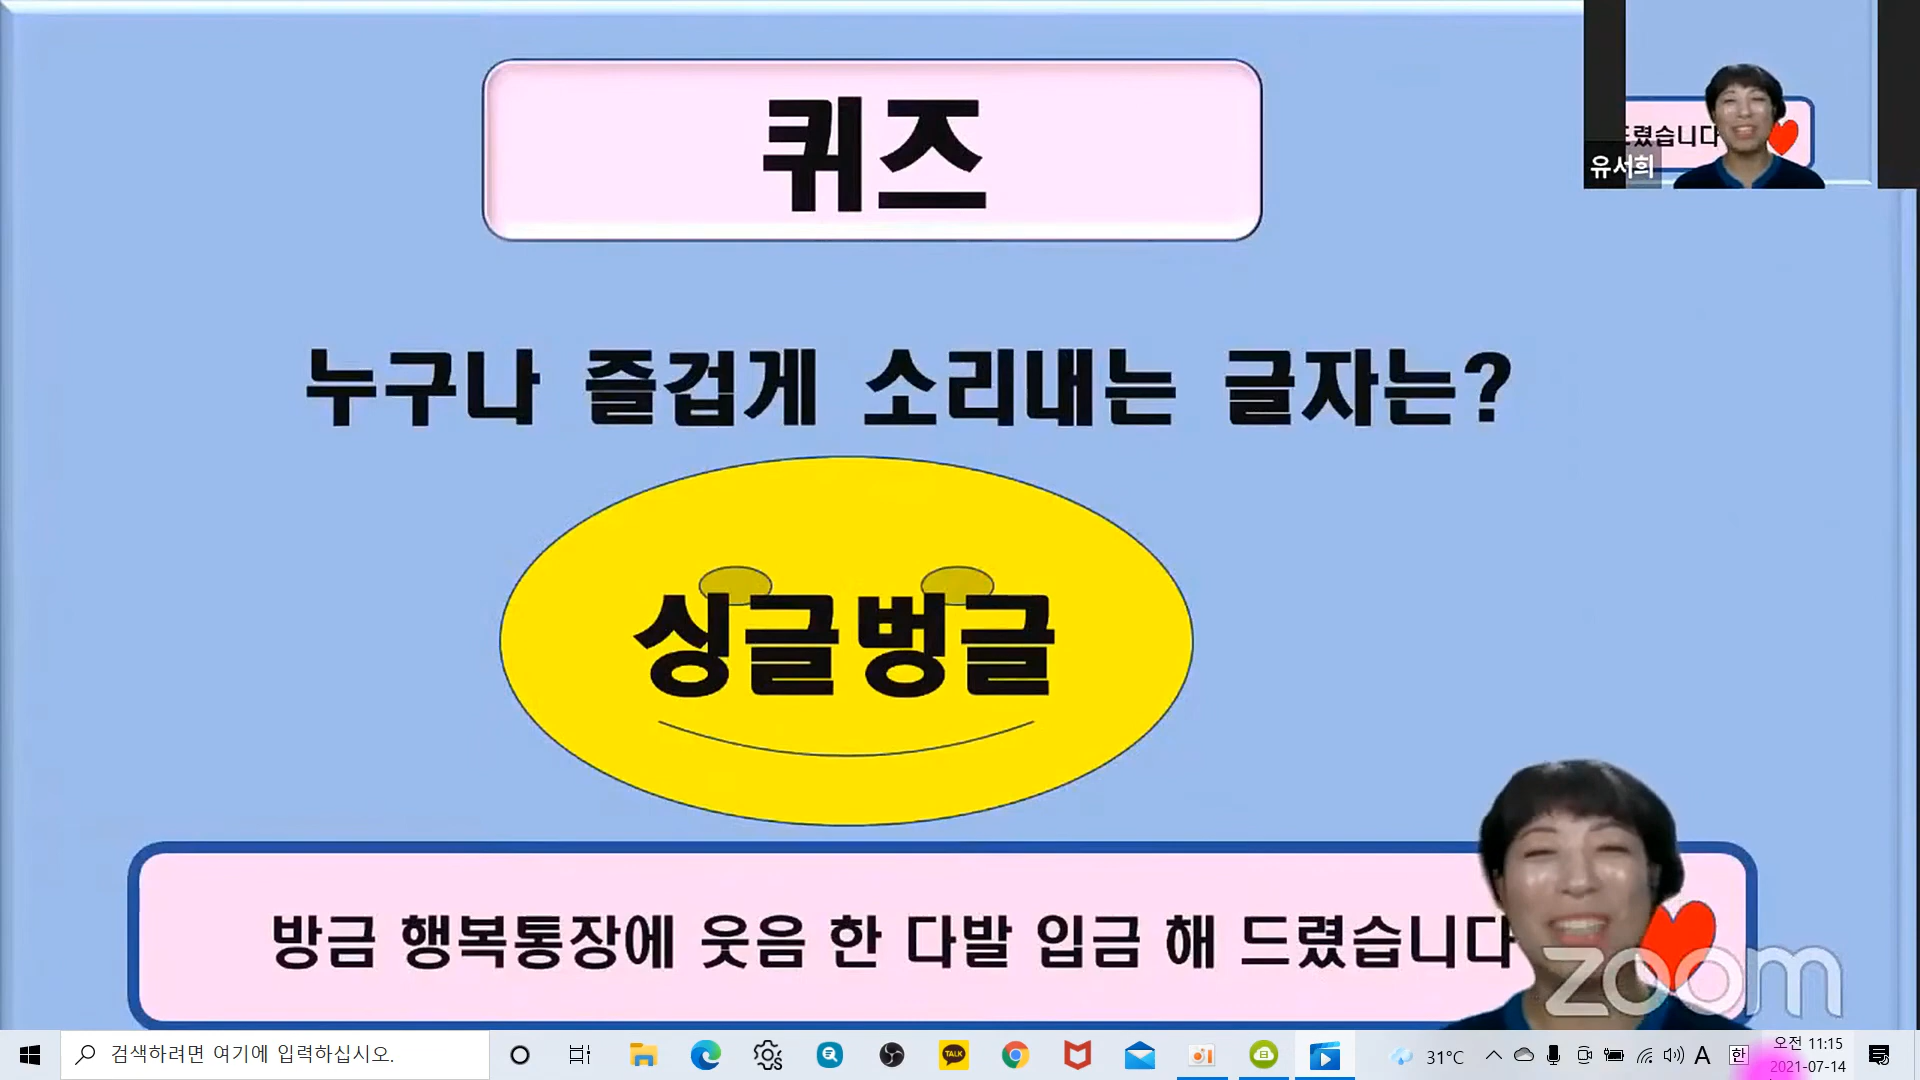 퀴즈
드렸습니다
유서희
누구나 즐겁게 소리내는 글자는?
싱글벙글
방금 행복통장에 웃음 한 다발 입금 해 드렸습니다
zoom
검색하려면 여기에 입력하십시오.
TALK
31°C
A
한
오전 11:15
2021-07-14